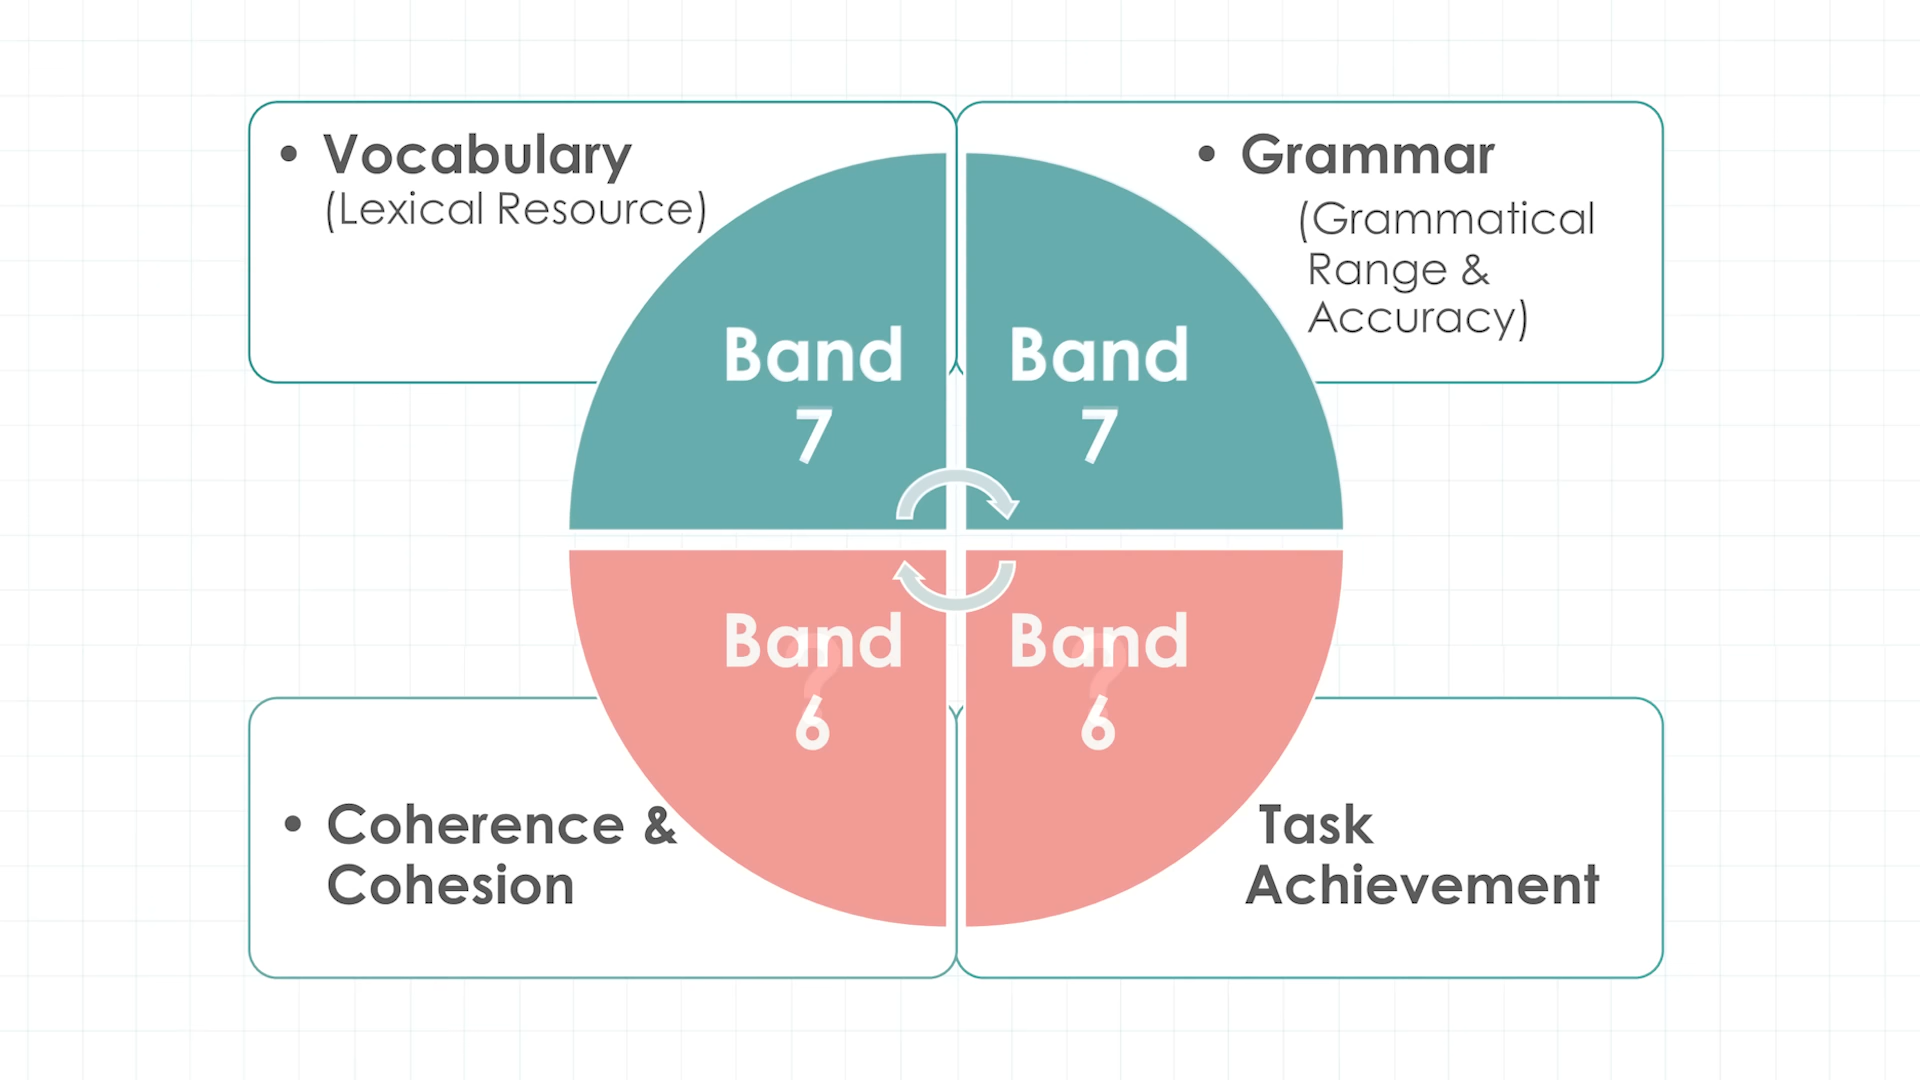 • Vocabulary
(Lexical Resource)
• Grammar
(Grammatical
Range &
Accuracy)
Band
7
Band
7
Band
?
6
Band
?
6
• Coherence &
Cohesion
Task
Achievement